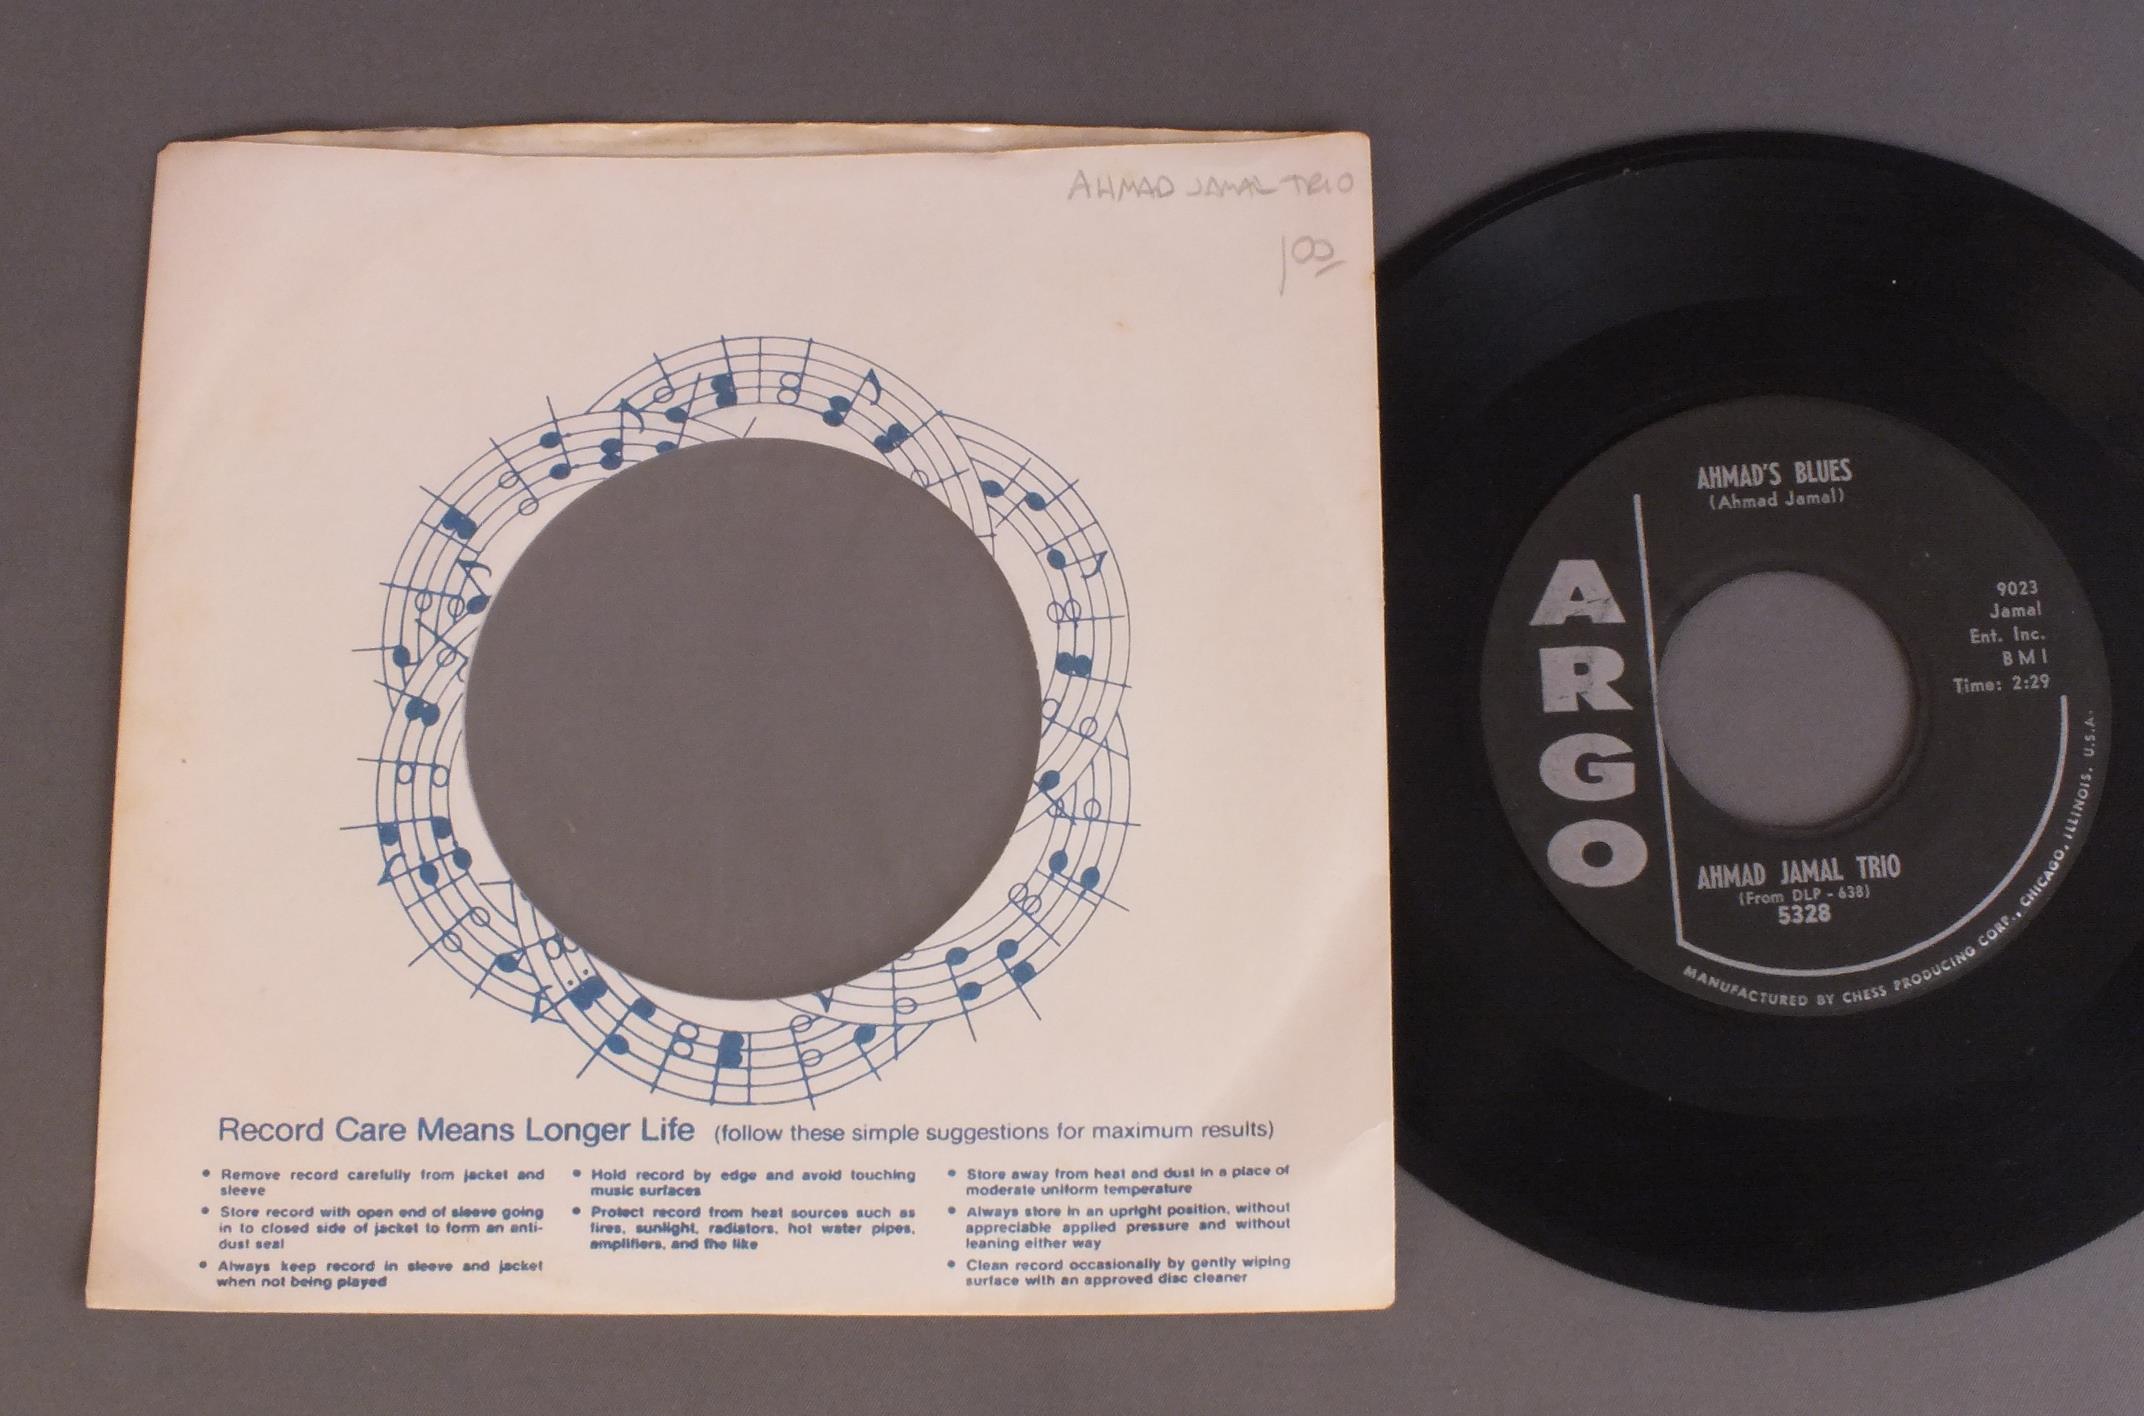 AHMAD JAMAL TRIO
1.00
Record Care Means Longer Life (follow these simple suggestions for maximum results)
• Remove record carefully from jacket and
sleeve
• Store record with open end of sleeve going
in to closed side of jacket to form an anti-
dust seal
• Always keep record in sleeve and jacket
when not being played
• Hold record by edge and avoid touching
music surfaces
• Protect record from heat sources such as
fires, sunlight, radiators, hot water pipes,
amplifiers, and the like
• Store away from heat and dust in a place of
moderate uniform temperature
• Always store in an upright position, without
appreciable applied pressure and without
leaning either way
• Clean record occasionally by gently wiping
surface with an approved disc cleaner
AHMAD'S BLUES
(Ahmad Jamal)
ARGO
9023
Jamal
Ent. Inc.
BMI
Time: 2:29
AHMAD JAMAL TRIO
(From DLP - 638)
5328
MANUFACTURED BY CHESS PRODUCING CORP., CHICAGO, ILLINOIS, U.S.A.